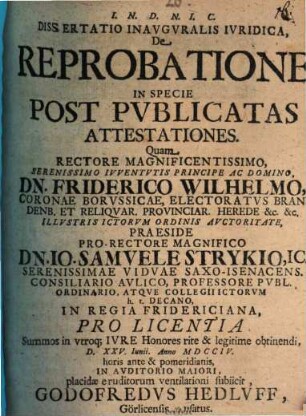 I. N. D. N. I. C.
DISSERTATIO INAVGVRALIS IVRIDICA,
De
REPROBATIONE
IN SPECIE
POST PVBLICATAS
ATTESTATIONES.
Quam
RECTORE MAGNIFICENTISSIMO,
SERENISSIMO IVVENTVTIS PRINCIPE AC DOMINO,
DN. FRIDERICO WILHELMO,
CORONAE BORVSSICAE, ELECTORATVS BRAN
DENB. ET RELIQVAR. PROVINCIAR. HEREDE &c. &c,
ILLVSTRIS ICTORVM ORDINIS AVCTORITATE,
PRAESIDE
PRO-RECTORE MAGNIFICO
DN. IO. SAMVELE STRYKIO, IC.
SERENISSIMAE VIDVAE SAXO-ISENACENS.
CONSILIARIO AVLICO, PROFESSORE PVBL.
ORDINARIO, ATQVE COLLEGII ICTORVM
h. t. DECANO,
IN REGIA FRIDERICIANA,
PRO LICENTIA
Summos in utroq; IVRE Honores rite & legitime obtinendi,
D. XXV. Iunii. Anno MDCCIV.
horis ante & pomeridianis,
IN AVDITORIO MAIORI,
placidæ eruditorum ventilationi subiicit,
GODOFREDVS HEDLVFF,
Görlicensis